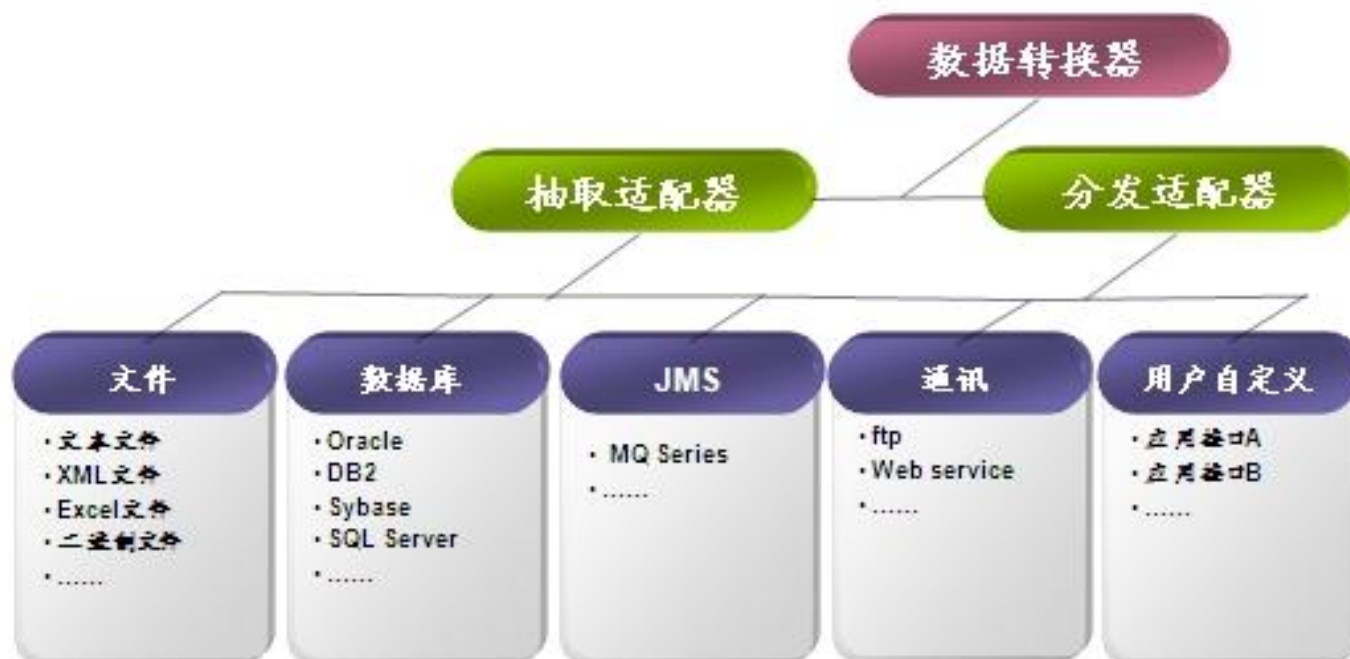 数据转换器
抽取适配器
分发适配器
文件
· 文本文件
· XML文件
· Excel文件
· 二进制文件
· ......
数据库
· Oracle
· DB2
· Sybase
· SQL Server
· ......
JMS
· MQ Series
· ......
通讯
· ftp
· Web service
· ......
用户自定义
· 应用接口A
· 应用接口B
· ......